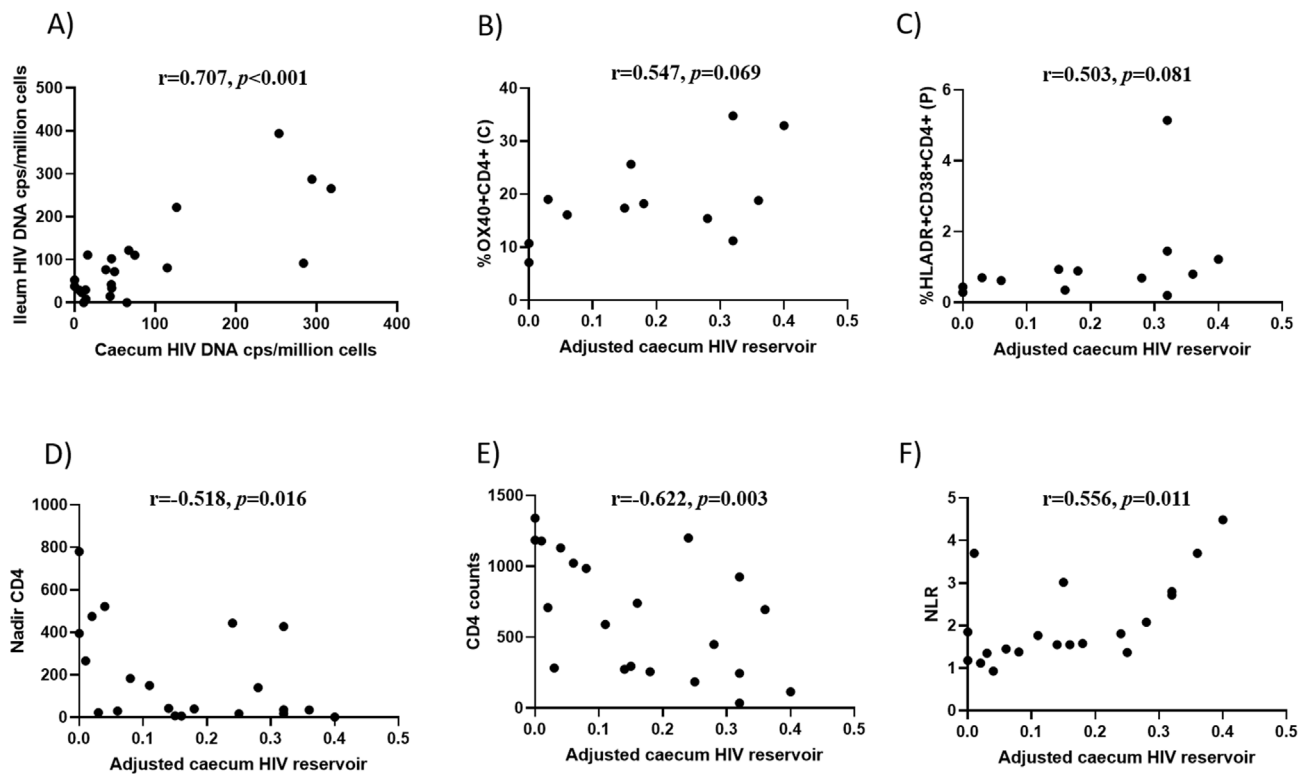 A)
r=0.707, p<0.001
Ileum HIV DNA cps/million cells
500
400
300
200
100
0
0 100 200 300 400
Caecum HIV DNA cps/million cells
B)
r=0.547, p=0.069
%OX40+CD4+ (C)
40
30
20
10
0
0.0 0.1 0.2 0.3 0.4 0.5
Adjusted caecum HIV reservoir
C)
r=0.503, p=0.081
%HLADR+CD38+CD4+ (P)
6
4
2
0
0.0 0.1 0.2 0.3 0.4 0.5
Adjusted caecum HIV reservoir
D)
r=-0.518, p=0.016
Nadir CD4
1000
800
600
400
200
0
0.0 0.1 0.2 0.3 0.4 0.5
Adjusted caecum HIV reservoir
E)
r=-0.622, p=0.003
CD4 counts
1500
1000
500
0
0.0 0.1 0.2 0.3 0.4 0.5
Adjusted caecum HIV reservoir
F)
r=0.556, p=0.011
NLR
5
4
3
2
1
0
0.0 0.1 0.2 0.3 0.4 0.5
Adjusted caecum HIV reservoir